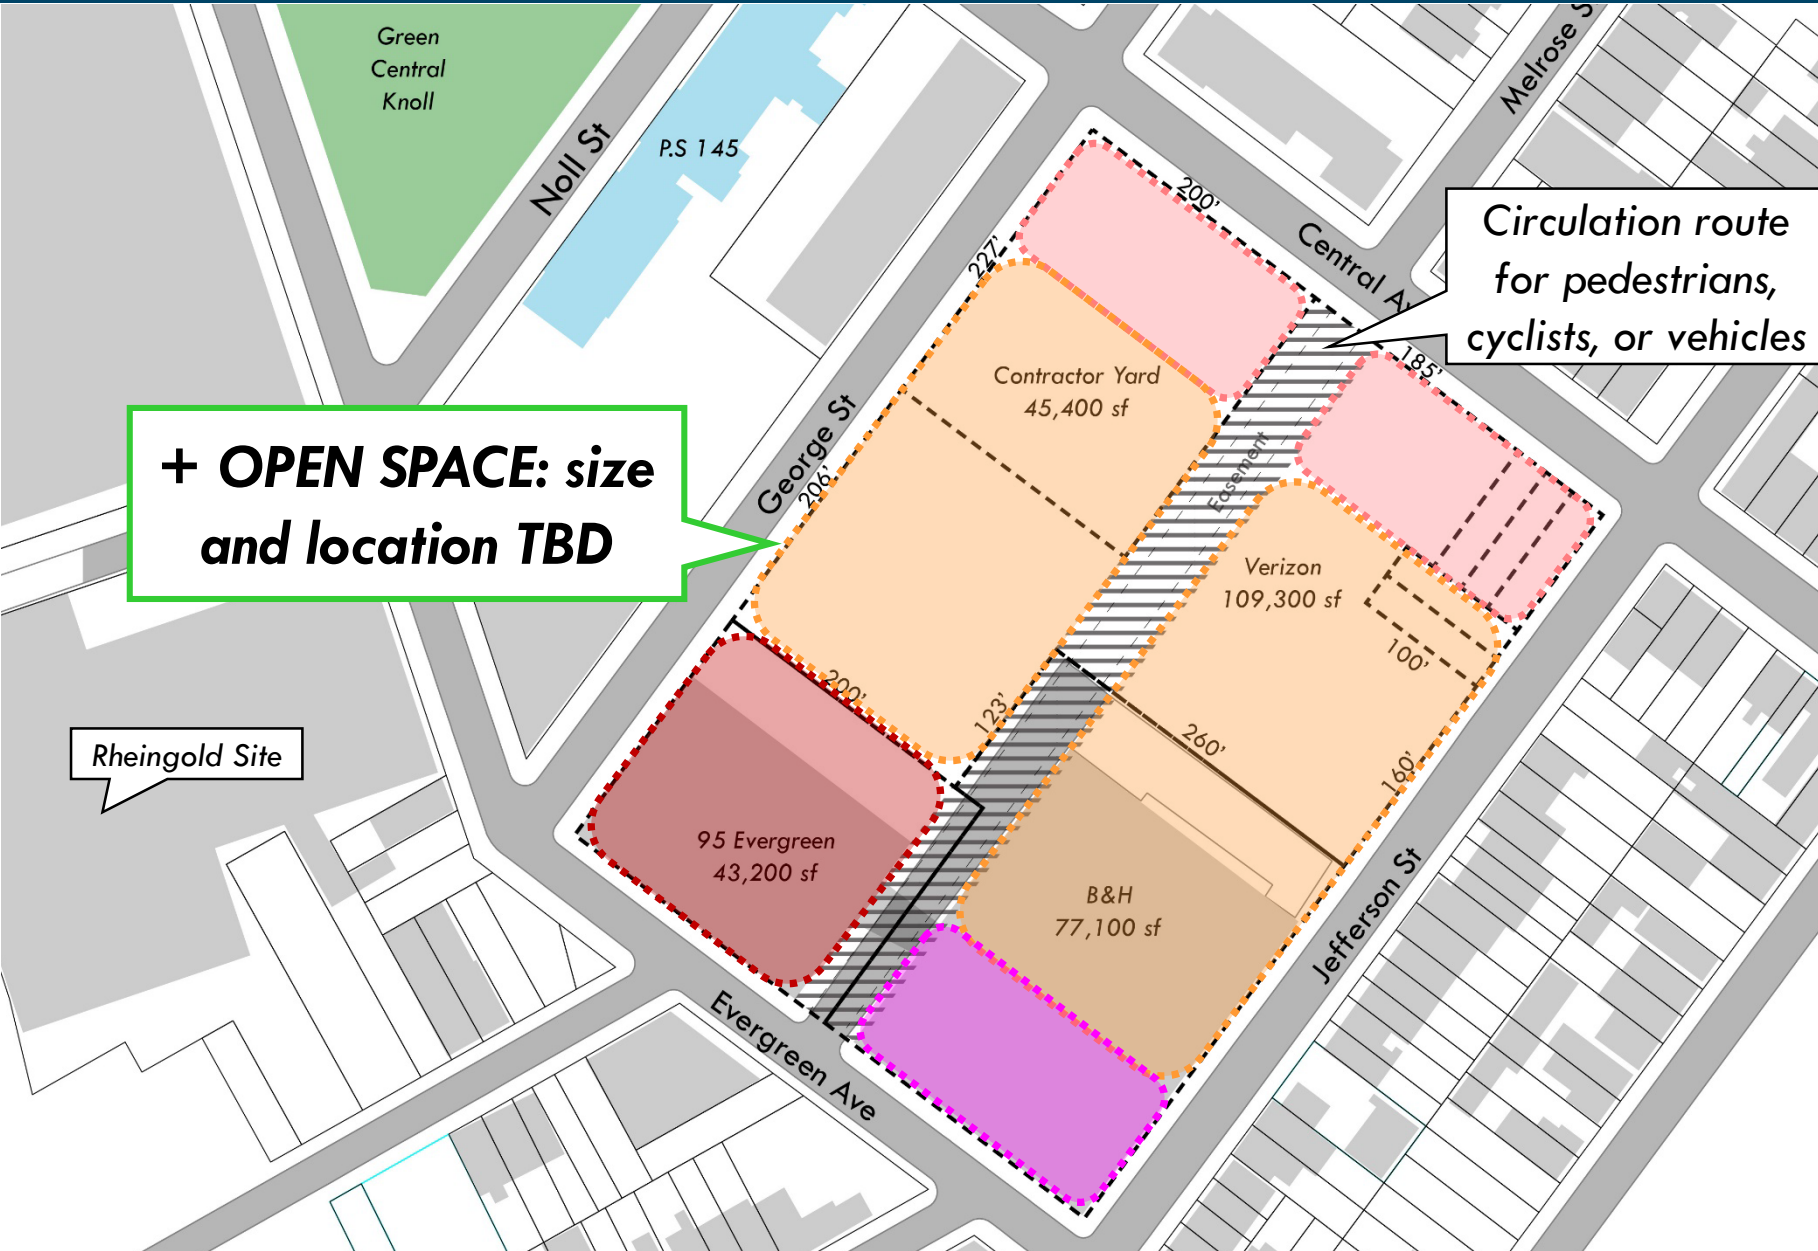 Green
Central
Knoll
Noll St
P.S 145
Melrose S
200'
Central Av
Circulation route
for pedestrians,
cyclists, or vehicles
227'
185'
Contractor Yard
45,400 sf
George St
206'
Easement
+ OPEN SPACE: size
and location TBD
Verizon
109,300 sf
100'
200'
123'
260'
160'
Rheingold Site
95 Evergreen
43,200 sf
B&H
77,100 sf
Jefferson St
Evergreen Ave